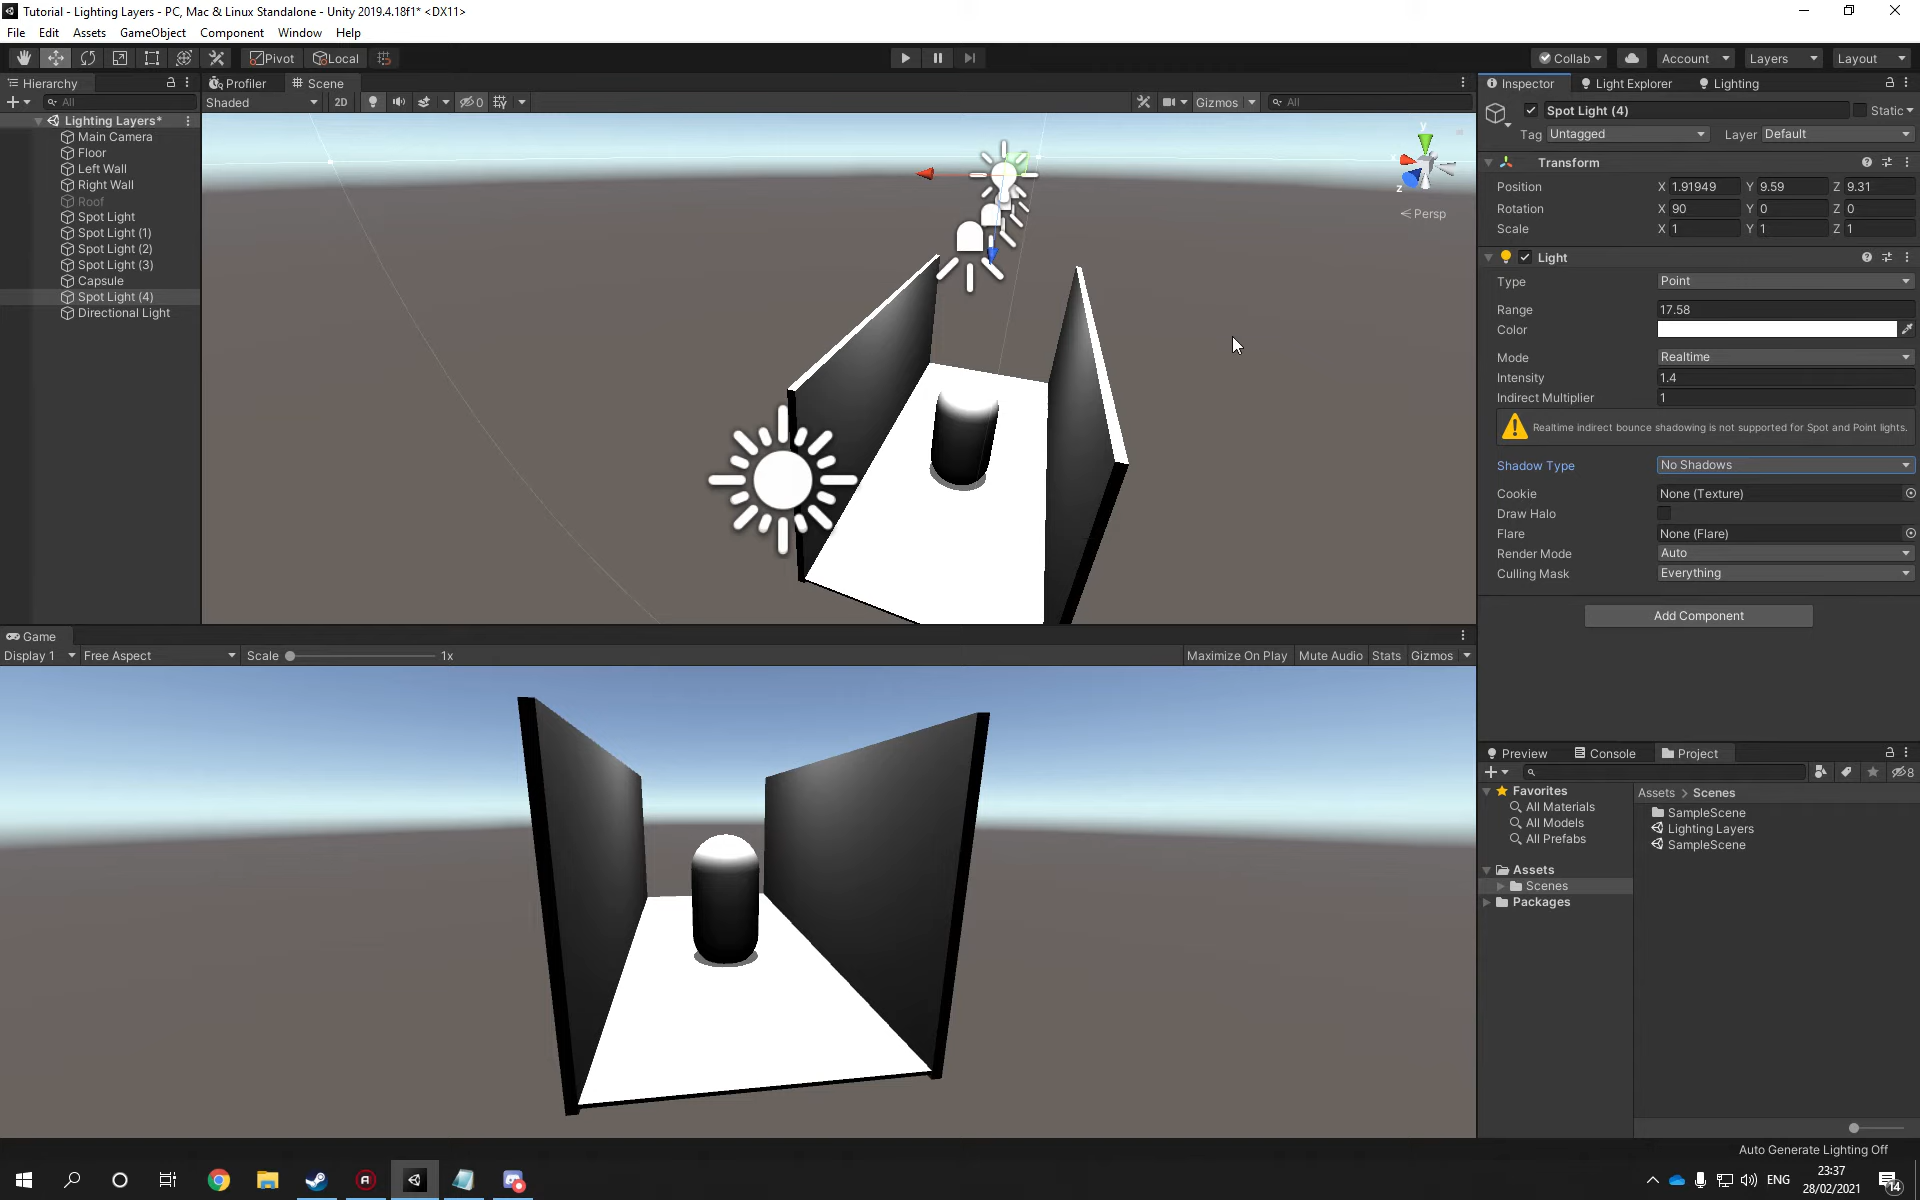 Tutorial - Lighting Layers - PC, Mac & Linux Standalone - Unity 2019.4.18f1* <DX11>
File Edit Assets GameObject Component Window Help
Pivot Local Collab Account Layers Layout
Hierarchy
All
Lighting Layers*
Main Camera
Floor
Left Wall
Right Wall
Roof
Spot Light
Spot Light (1)
Spot Light (2)
Spot Light (3)
Capsule
Spot Light (4)
Directional Light
Profiler Scene
Shaded 2D 0 Gizmos All
y
x
z
Persp
Inspector Light Explorer Lighting
Spot Light (4) Static
Tag Untagged Layer Default
Transform
Position X 1.91949 Y 9.59 Z 9.31
Rotation X 90 Y 0 Z 0
Scale X 1 Y 1 Z 1
Light
Type Point
Range 17.58
Color
Mode Realtime
Intensity 1.4
Indirect Multiplier 1
Realtime indirect bounce shadowing is not supported for Spot and Point lights.
Shadow Type No Shadows
Cookie None (Texture)
Draw Halo
Flare None (Flare)
Render Mode Auto
Culling Mask Everything
Add Component
Game
Display 1 Free Aspect Scale 1x Maximize On Play Mute Audio Stats Gizmos
Preview Console Project
8
Favorites
All Materials
All Models
All Prefabs
Assets
Scenes
Packages
Assets > Scenes
SampleScene
Lighting Layers
SampleScene
Auto Generate Lighting Off
ENG
23:37
28/02/2021
14